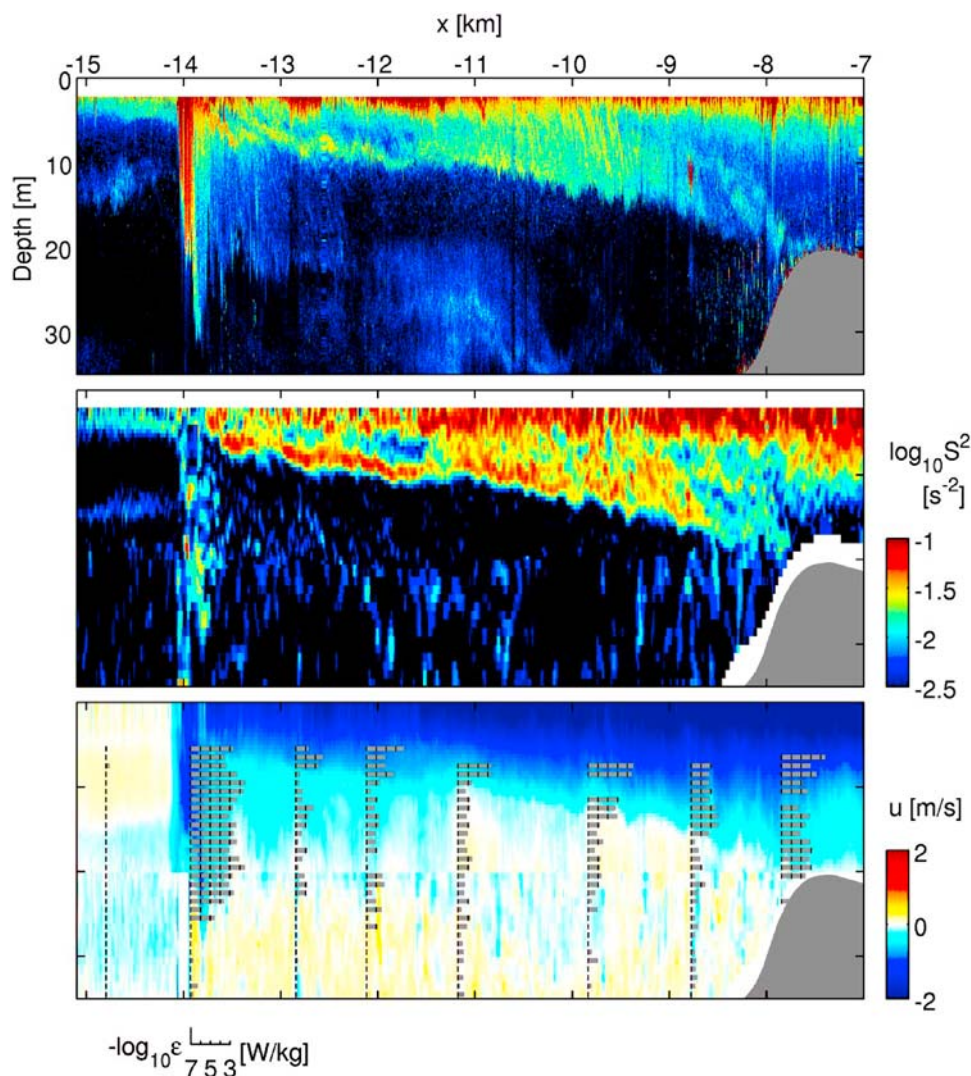 x [km]
-15 -14 -13 -12 -11 -10 -9 -8 -7
0
10
20
30
Depth [m]
log₁₀S²
[s⁻²]
-1
-1.5
-2
-2.5
u [m/s]
2
0
-2
-log₁₀ε 7 5 3 [W/kg]